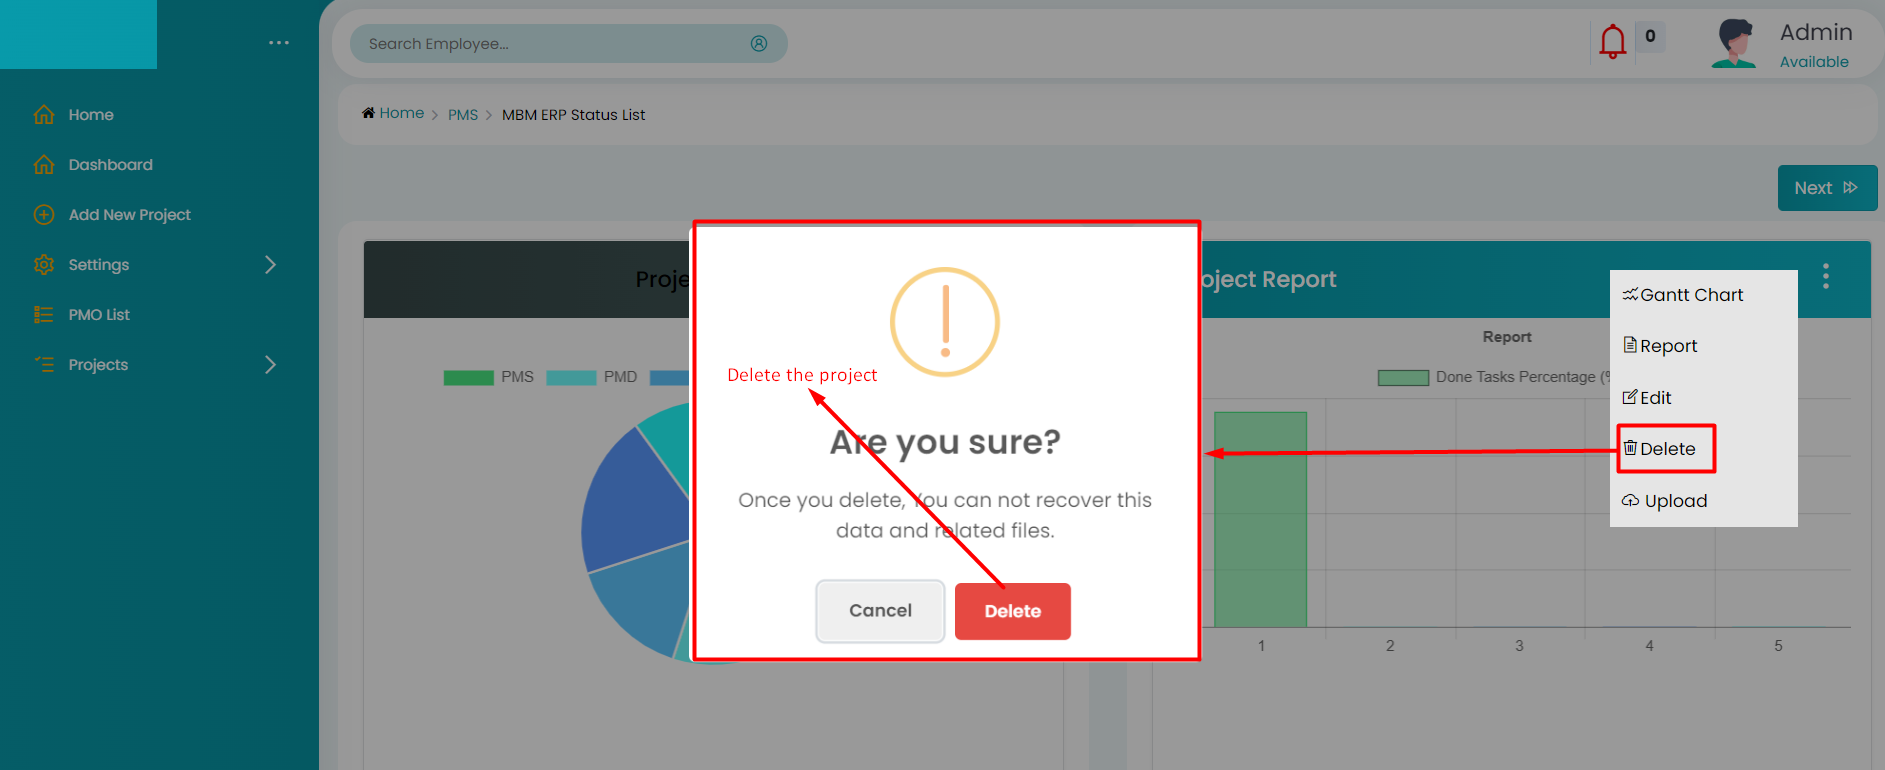 Search Employee...
0
Admin
Available
Home
Dashboard
Add New Project
Settings
PMO List
Projects
Home > PMS > MBM ERP Status List
Next
Report
PMS PMD
Done Tasks Percentage
1 2 3 4 5
Gantt Chart
Report
Edit
Delete
Upload
Delete the project
Are you sure?
Once you delete, You can not recover this
data and related files.
Cancel Delete